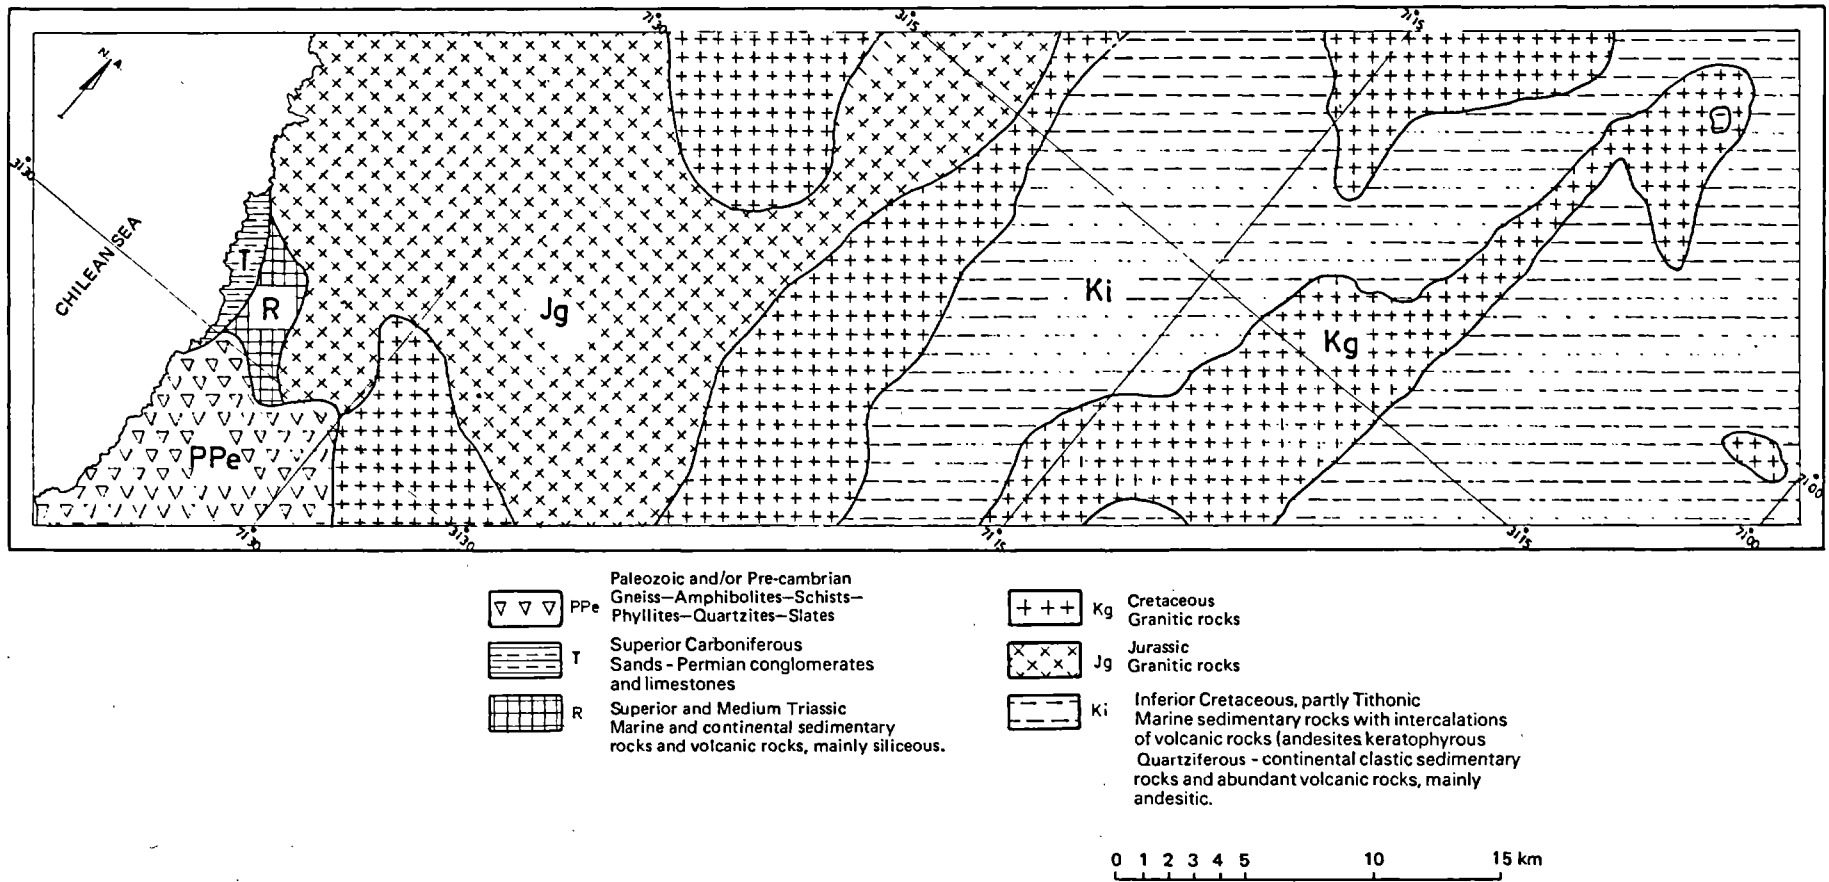 71°30
31°15
71°15
N
31°30
CHILEAN SEA
T
R
Jg
Ki
Kg
PPe
71°00
71°30
31°30
71°15
31°15
71°00
PPe
Paleozoic and/or Pre-cambrian
Gneiss—Amphibolites—Schists—
Phyllites—Quartzites—Slates
T
Superior Carboniferous
Sands - Permian conglomerates
and limestones
R
Superior and Medium Triassic
Marine and continental sedimentary
rocks and volcanic rocks, mainly siliceous.
Kg
Cretaceous
Granitic rocks
Jg
Jurassic
Granitic rocks
Ki
Inferior Cretaceous, partly Tithonic
Marine sedimentary rocks with intercalations
of volcanic rocks (andesites keratophyrous
Quartziferous - continental clastic sedimentary
rocks and abundant volcanic rocks, mainly
andesitic.
0 1 2 3 4 5 10 15 km